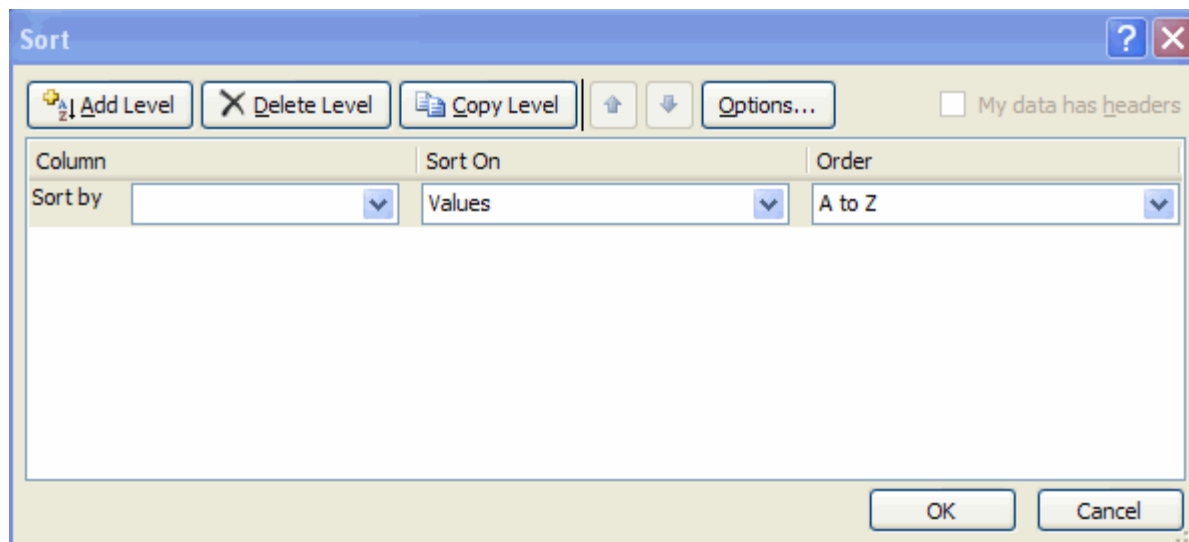 Sort
Add Level Delete Level Copy Level Options... My data has headers
Column Sort On Order
Sort by Values A to Z
OK Cancel